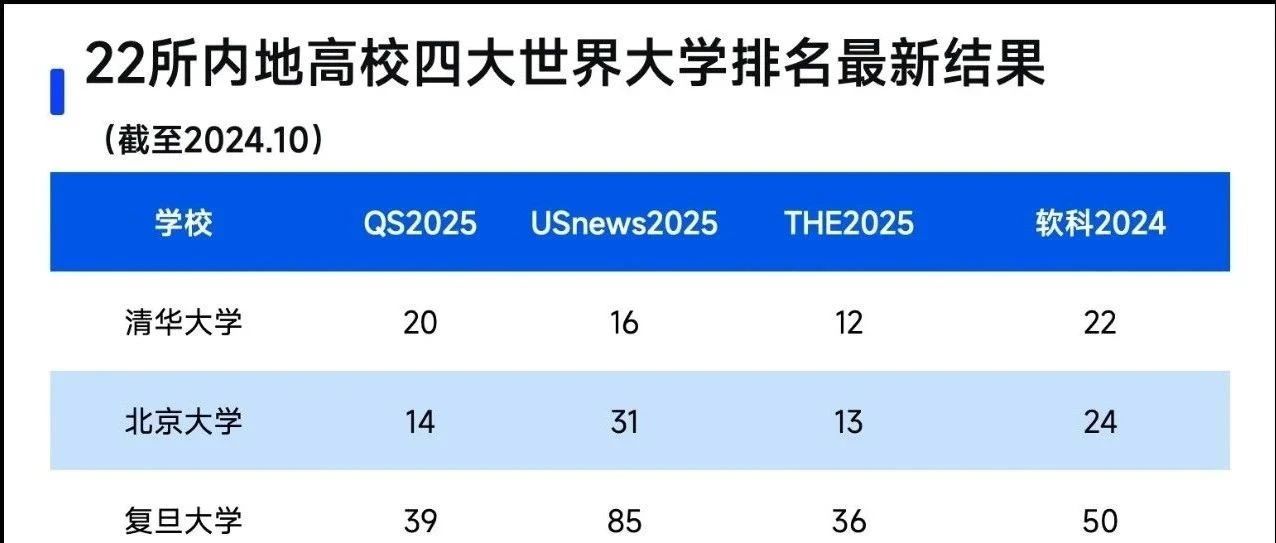 22所内地高校四大世界大学排名最新结果
（截至2024.10）
学校 QS2025 USnews2025 THE2025 软科2024
清华大学 20 16 12 22
北京大学 14 31 13 24
复旦大学 39 85 36 50